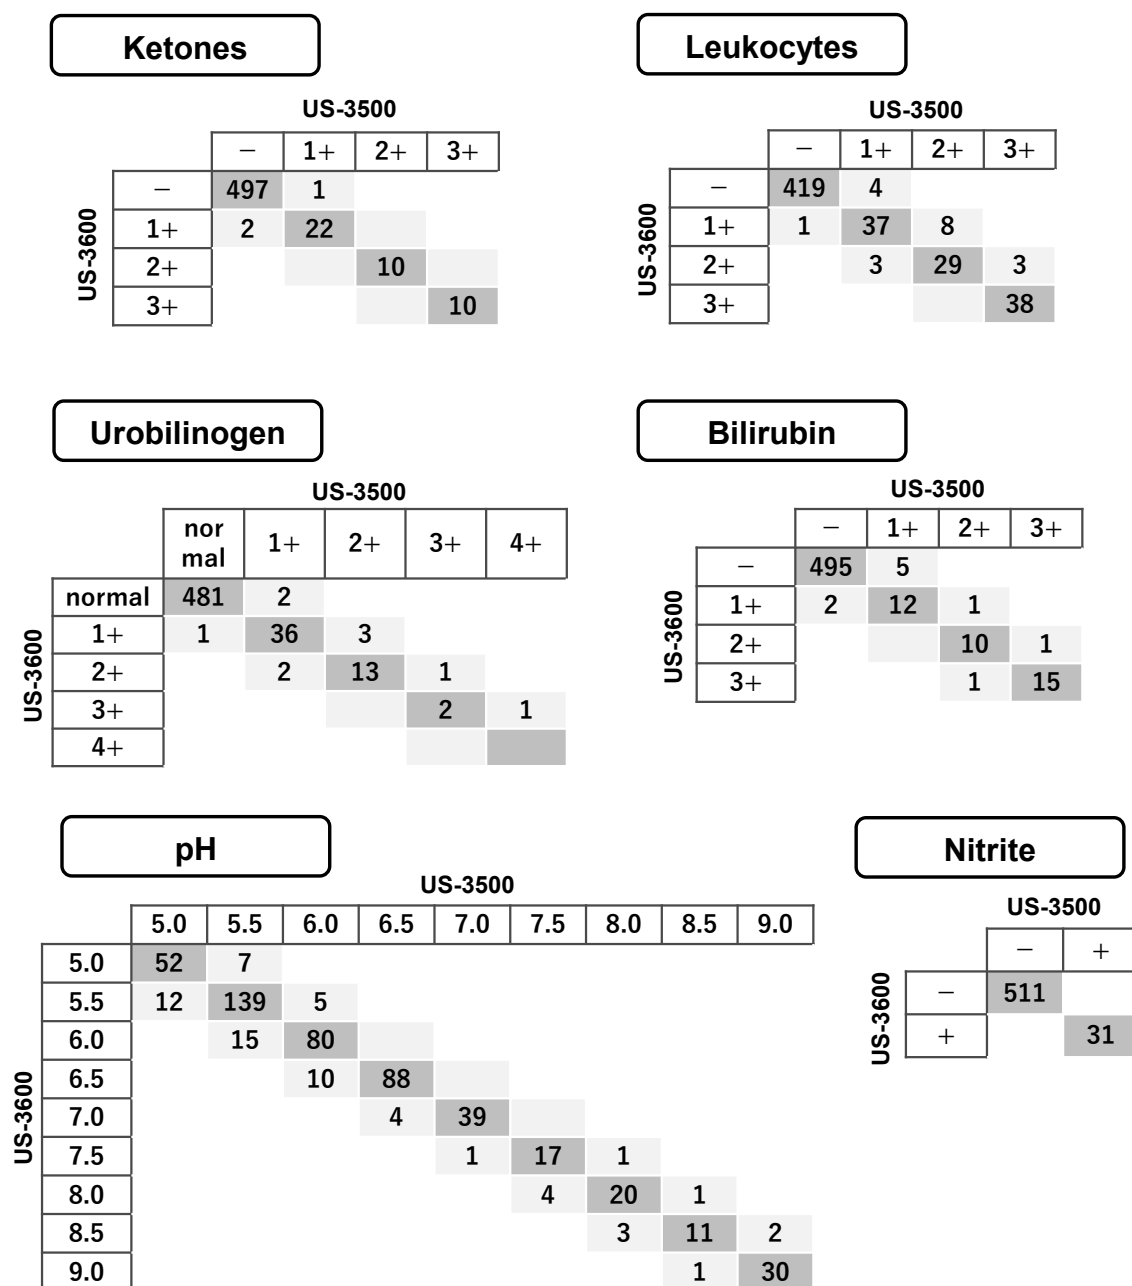 Ketones
US-3500
− 1+ 2+ 3+
US-3600
− 497 1
1+ 2 22
2+ 10
3+ 10
Leukocytes
US-3500
− 1+ 2+ 3+
US-3600
− 419 4
1+ 1 37 8
2+ 3 29 3
3+ 38
Urobilinogen
US-3500
nor
mal 1+ 2+ 3+ 4+
US-3600
normal 481 2
1+ 1 36 3
2+ 2 13 1
3+ 2 1
4+
Bilirubin
US-3500
− 1+ 2+ 3+
US-3600
− 495 5
1+ 2 12 1
2+ 10 1
3+ 1 15
pH
US-3500
5.0 5.5 6.0 6.5 7.0 7.5 8.0 8.5 9.0
US-3600
5.0 52 7
5.5 12 139 5
6.0 15 80
6.5 10 88
7.0 4 39
7.5 1 17 1
8.0 4 20 1
8.5 3 11 2
9.0 1 30
Nitrite
US-3500
− +
US-3600
− 511
+ 31